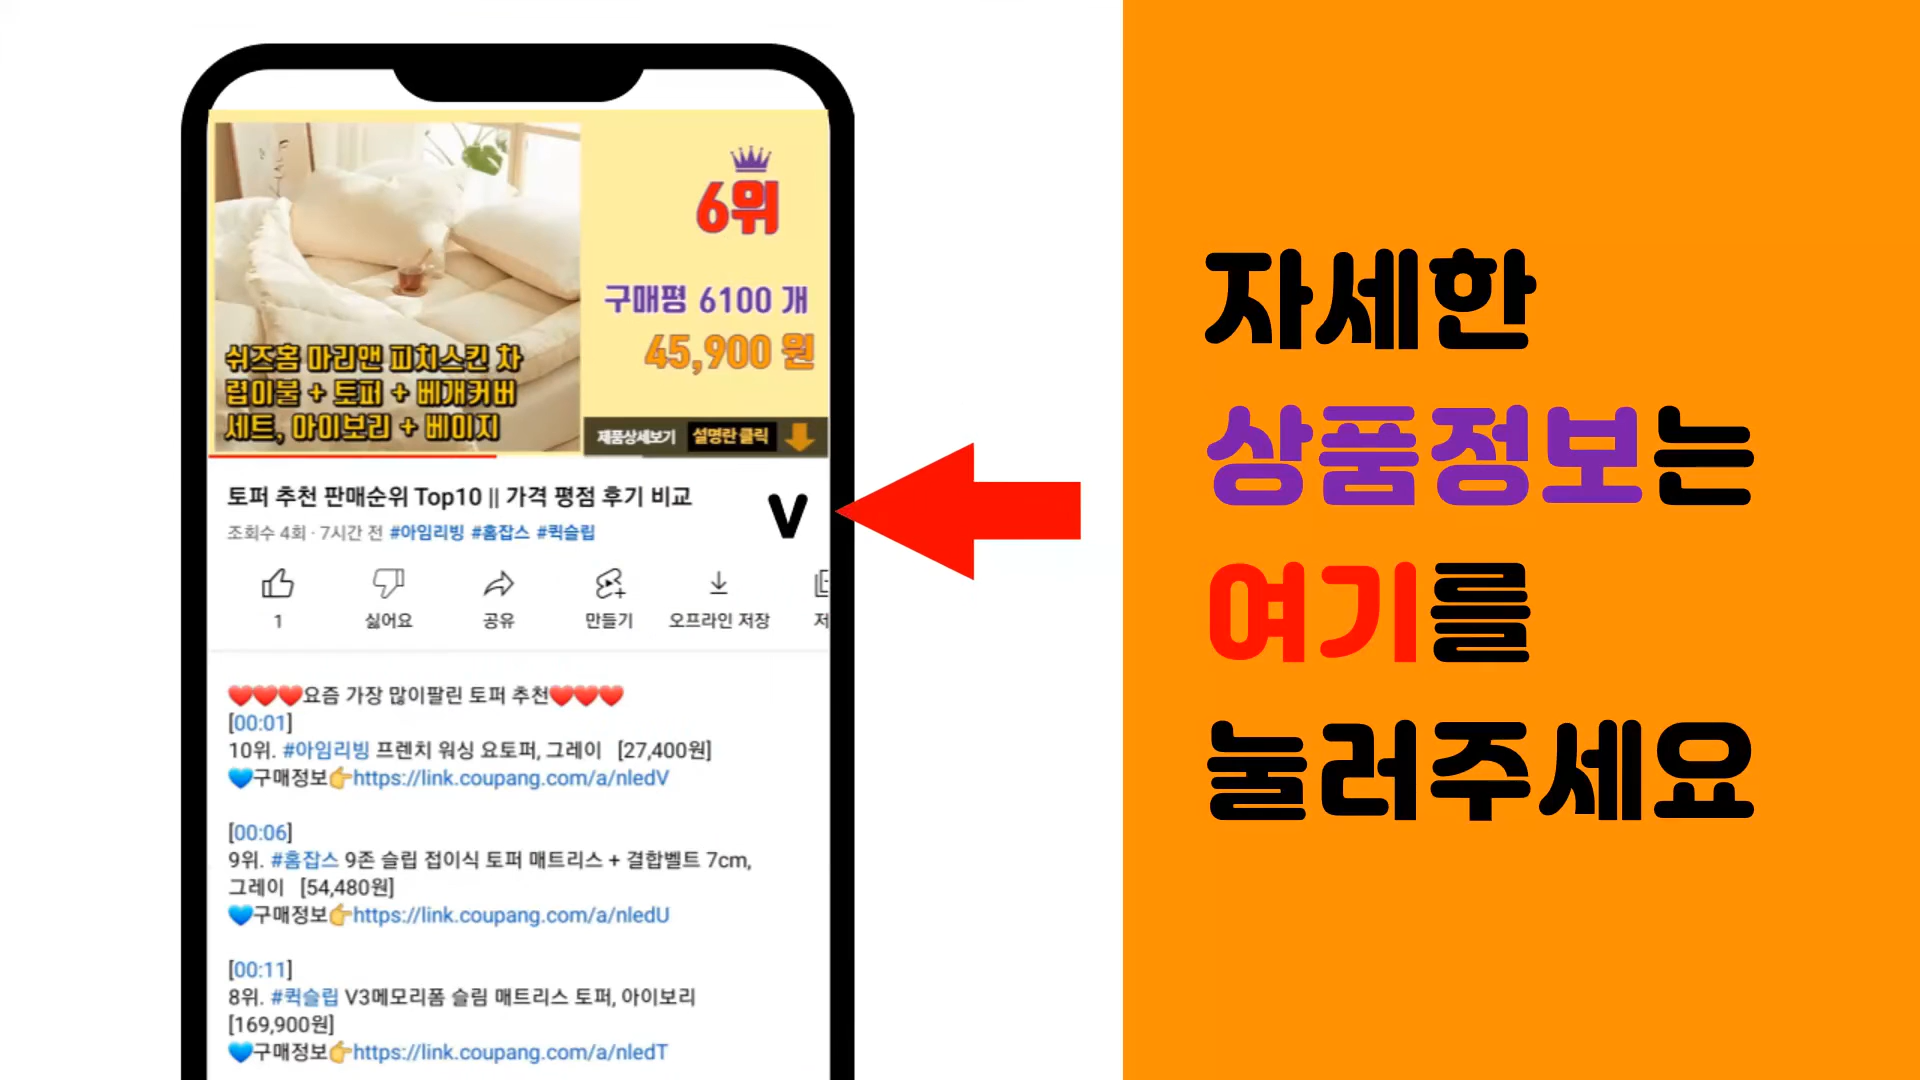 6위
구매평 6100 개
45,900 원
쉬즈홈 마리앤 피치스킨 차
렵이불 + 토퍼 + 베개커버
세트, 아이보리 + 베이지
제품상세보기 설명란 클릭
토퍼 추천 판매순위 Top10 || 가격 평점 후기 비교
V
조회수 4회 · 7시간 전 #아임리빙 #홈잡스 #퀵슬립
1 싫어요 공유 만들기 오프라인 저장 저
❤️❤️❤️요즘 가장 많이팔린 토퍼 추천❤️❤️❤️
[00:01]
10위. #아임리빙 프렌치 워싱 요토퍼, 그레이 [27,400원]
💙구매정보👉https://link.coupang.com/a/nledV
[00:06]
9위. #홈잡스 9존 슬립 접이식 토퍼 매트리스 + 결합벨트 7cm,
그레이 [54,480원]
💙구매정보👉https://link.coupang.com/a/nledU
[00:11]
8위. #퀵슬립 V3메모리폼 슬림 매트리스 토퍼, 아이보리
[169,900원]
💙구매정보👉https://link.coupang.com/a/nledT
자세한
상품정보는
여기를
눌러주세요